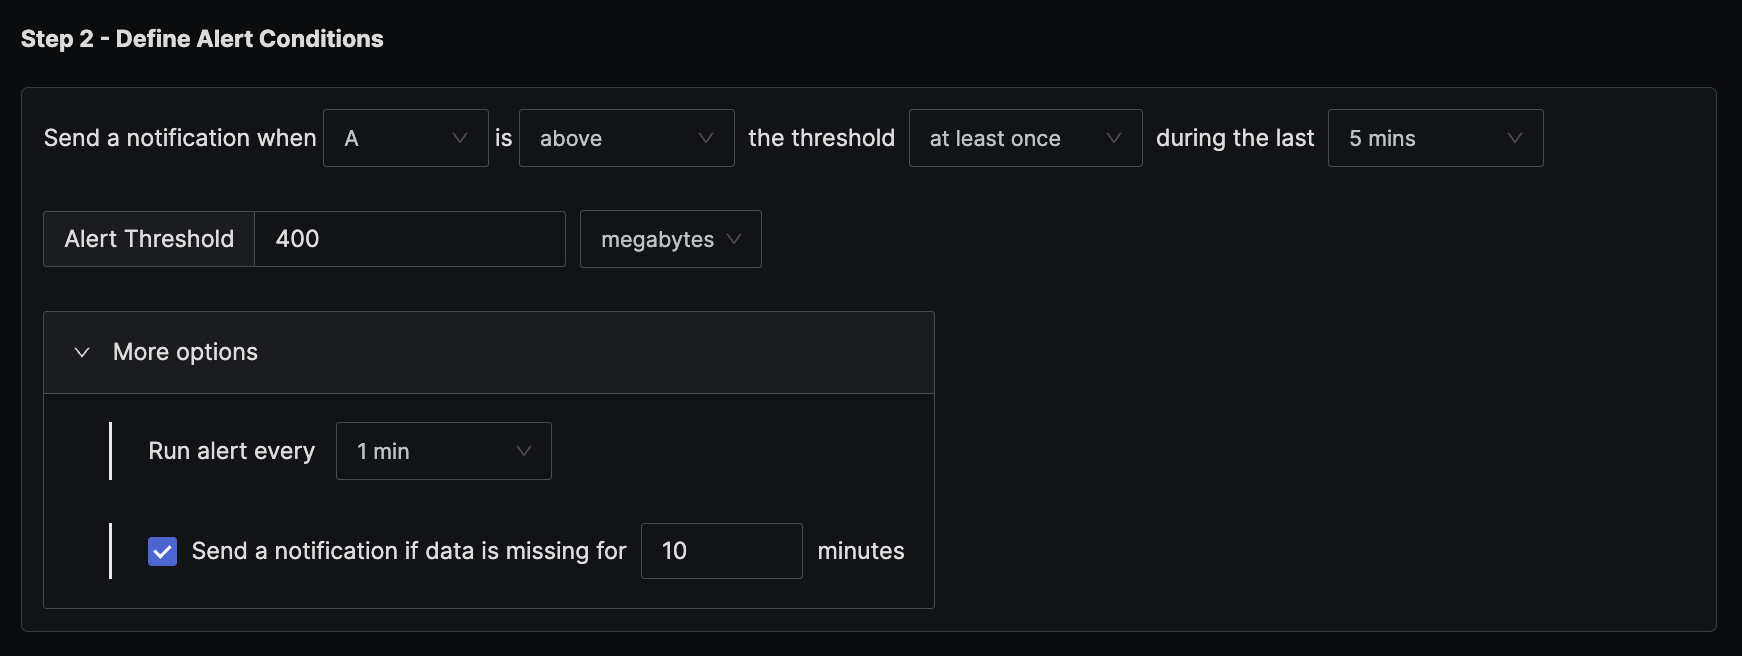 Step 2 - Define Alert Conditions
Send a notification when A is above the threshold at least once during the last 5 mins
Alert Threshold 400 megabytes
More options
Run alert every 1 min
Send a notification if data is missing for 10 minutes